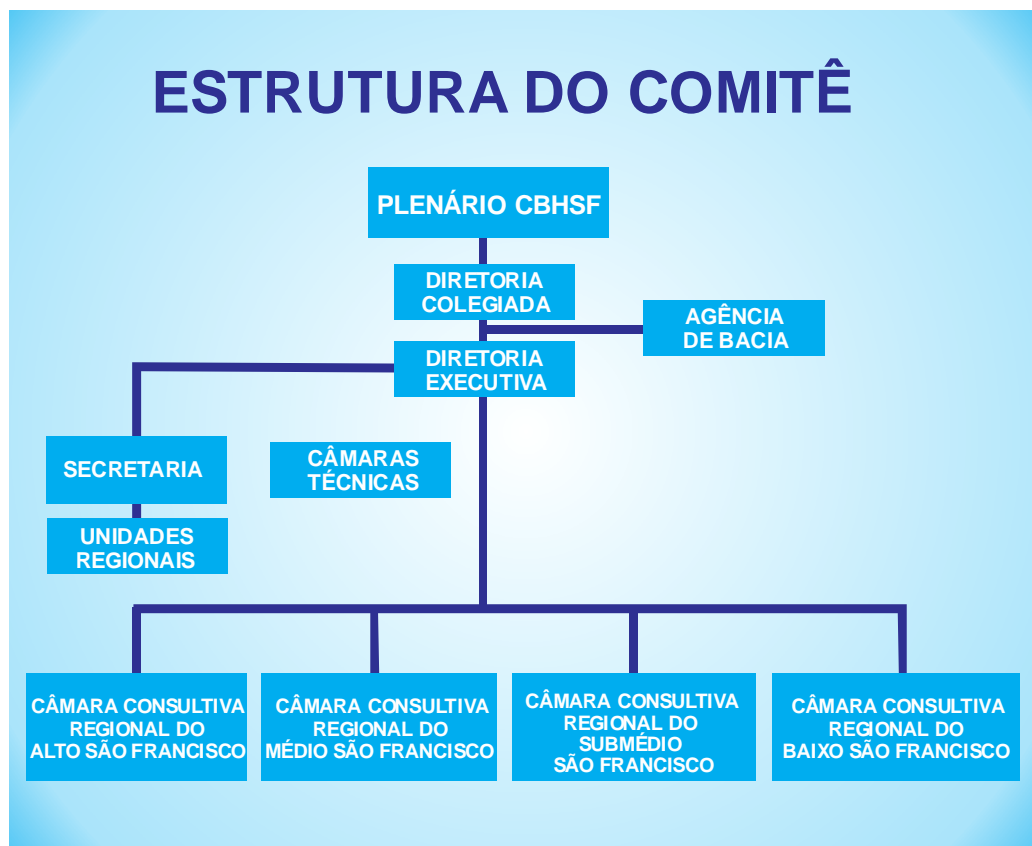 ESTRUTURA DO COMITÊ
PLENÁRIO CBHSF
DIRETORIA
COLEGIADA
AGÊNCIA
DE BACIA
DIRETORIA
EXECUTIVA
SECRETARIA
CÂMARAS
TÉCNICAS
UNIDADES
REGIONAIS
CÂMARA CONSULTIVA
REGIONAL DO
ALTO SÃO FRANCISCO
CÂMARA CONSULTIVA
REGIONAL DO
MÉDIO SÃO FRANCISCO
CÂMARA CONSULTIVA
REGIONAL DO
SUBMÉDIO
SÃO FRANCISCO
CÂMARA CONSULTIVA
REGIONAL DO
BAIXO SÃO FRANCISCO